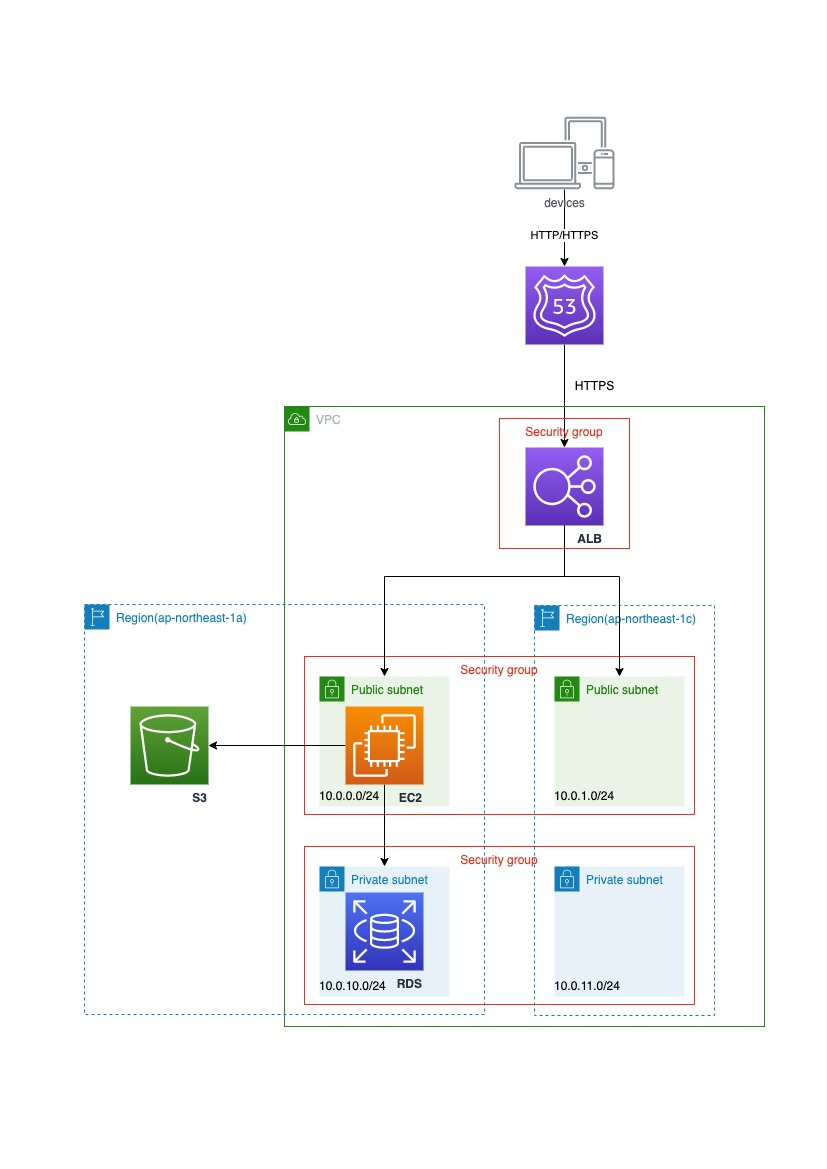 devices
HTTP/HTTPS
53
HTTPS
VPC
Security group
ALB
Region(ap-northeast-1a)
Region(ap-northeast-1c)
Security group
Public subnet
Public subnet
S3
10.0.0.0/24
EC2
10.0.1.0/24
Security group
Private subnet
Private subnet
10.0.10.0/24
RDS
10.0.11.0/24